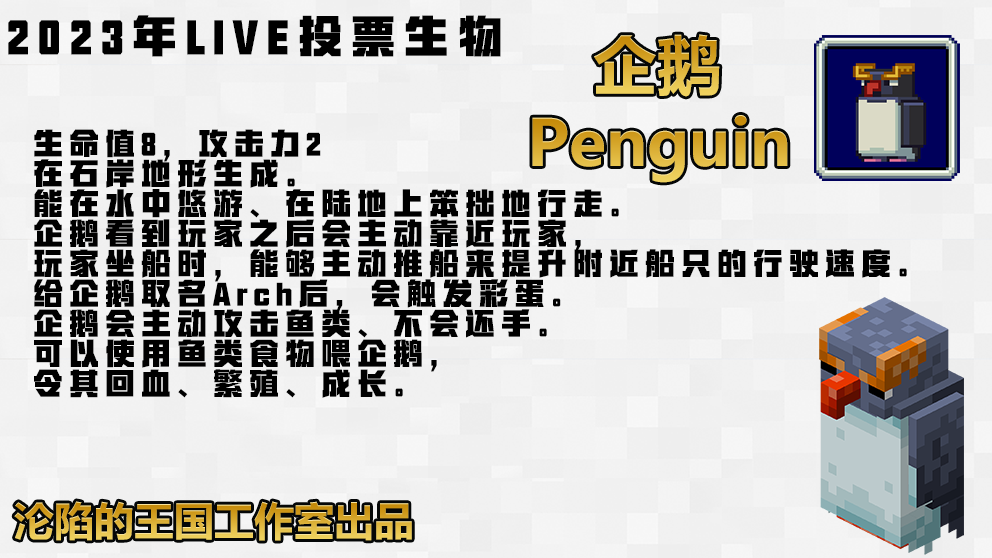 2023年LIVE投票生物
企鹅
Penguin
生命值8，攻击力2
在石岸地形生成。
能在水中悠游、在陆地上笨拙地行走。
企鹅看到玩家之后会主动靠近玩家，
玩家坐船时，能够主动推船来提升附近船只的行驶速度。
给企鹅取名Arch后，会触发彩蛋。
企鹅会主动攻击鱼类、不会还手。
可以使用鱼类食物喂企鹅，
令其回血、繁殖、成长。
沦陷的王国工作室出品